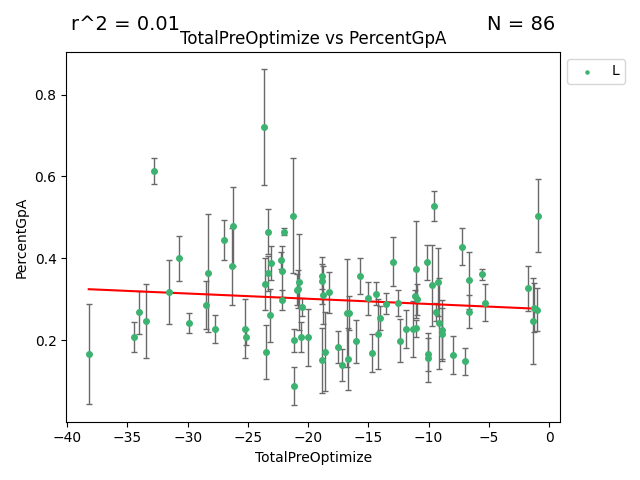 r^2 = 0.01
N = 86
TotalPreOptimize vs PercentGpA
L
PercentGpA
0.8
0.6
0.4
0.2
−40 −35 −30 −25 −20 −15 −10 −5 0
TotalPreOptimize